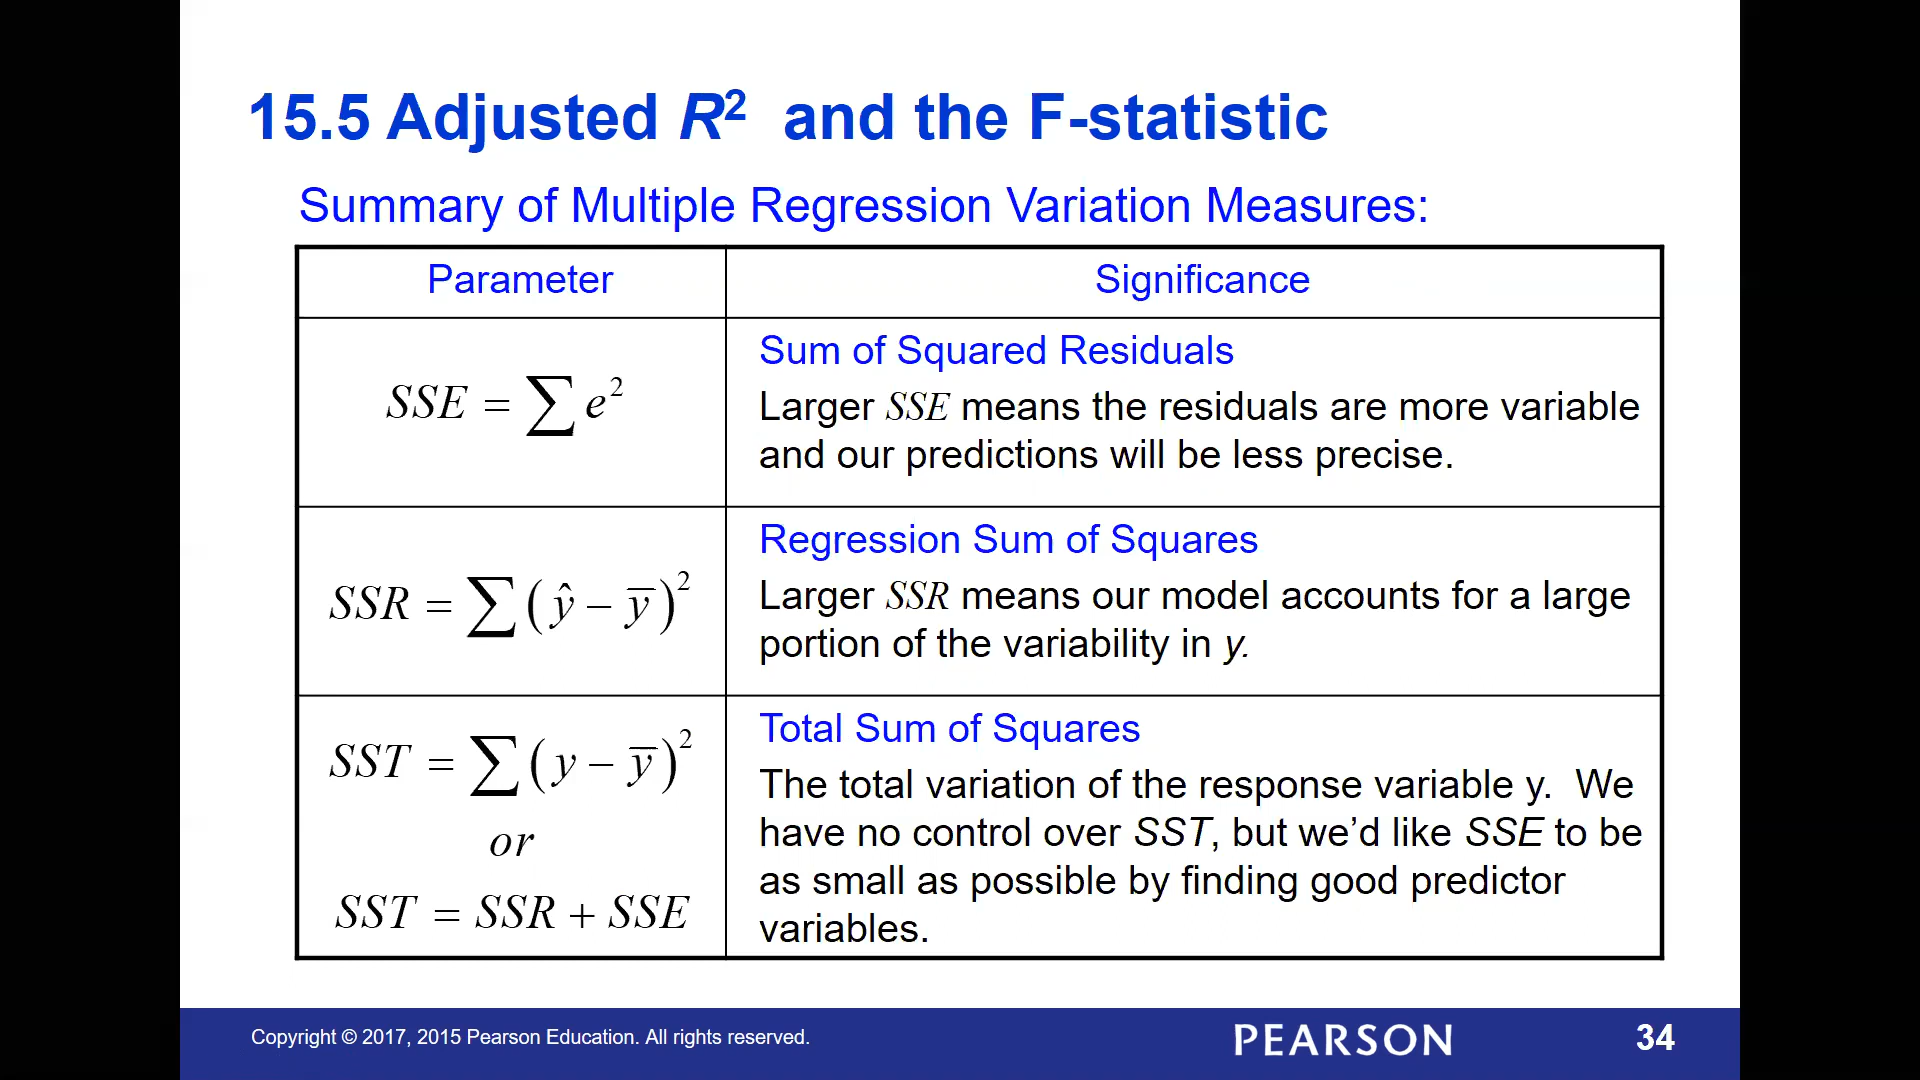 15.5 Adjusted R² and the F-statistic
Summary of Multiple Regression Variation Measures:
Parameter
Significance
SSE = ∑ e²
Sum of Squared Residuals
Larger SSE means the residuals are more variable
and our predictions will be less precise.
SSR = ∑ (ŷ − y̅)²
Regression Sum of Squares
Larger SSR means our model accounts for a large
portion of the variability in y.
SST = ∑ (y − y̅)²
or
SST = SSR + SSE
Total Sum of Squares
The total variation of the response variable y. We
have no control over SST, but we’d like SSE to be
as small as possible by finding good predictor
variables.
Copyright © 2017, 2015 Pearson Education. All rights reserved.
PEARSON
34